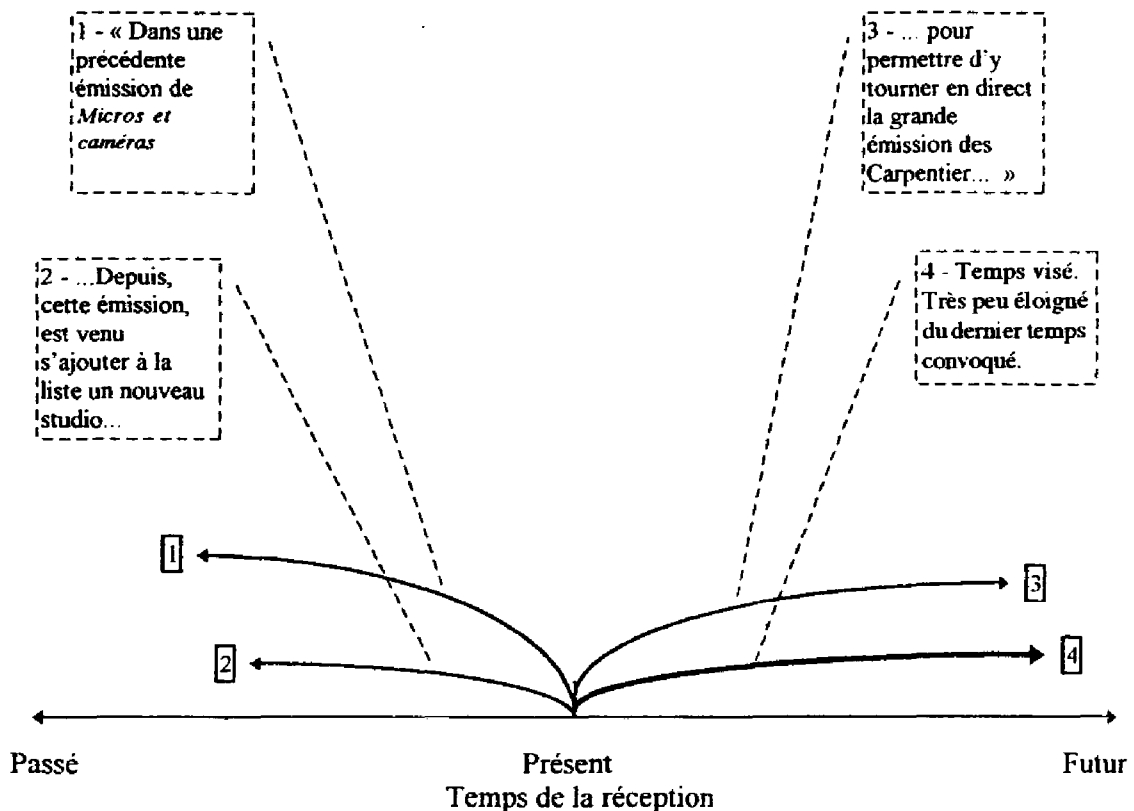 1 - « Dans une
précédente
émission de
Micros et
caméras
3 - ... pour
permettre d'y
tourner en direct
la grande
émission des
Carpentier... »
2 - ...Depuis,
cette émission,
est venu
s'ajouter à la
liste un nouveau
studio...
4 - Temps visé.
Très peu éloigné
du dernier temps
convoqué.
1
3
2
4
Passé
Présent
Futur
Temps de la réception